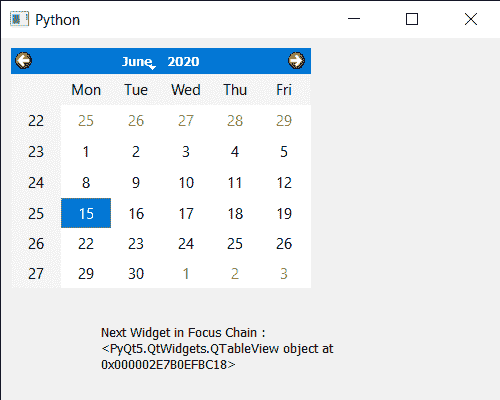 Python
June 2020
Mon Tue Wed Thu Fri
22 25 26 27 28 29
23 1 2 3 4 5
24 8 9 10 11 12
25 15 16 17 18 19
26 22 23 24 25 26
27 29 30 1 2 3
Next Widget in Focus Chain :
<PyQt5.QtWidgets.QTableView object at
0x000002E7B0EFBC18>